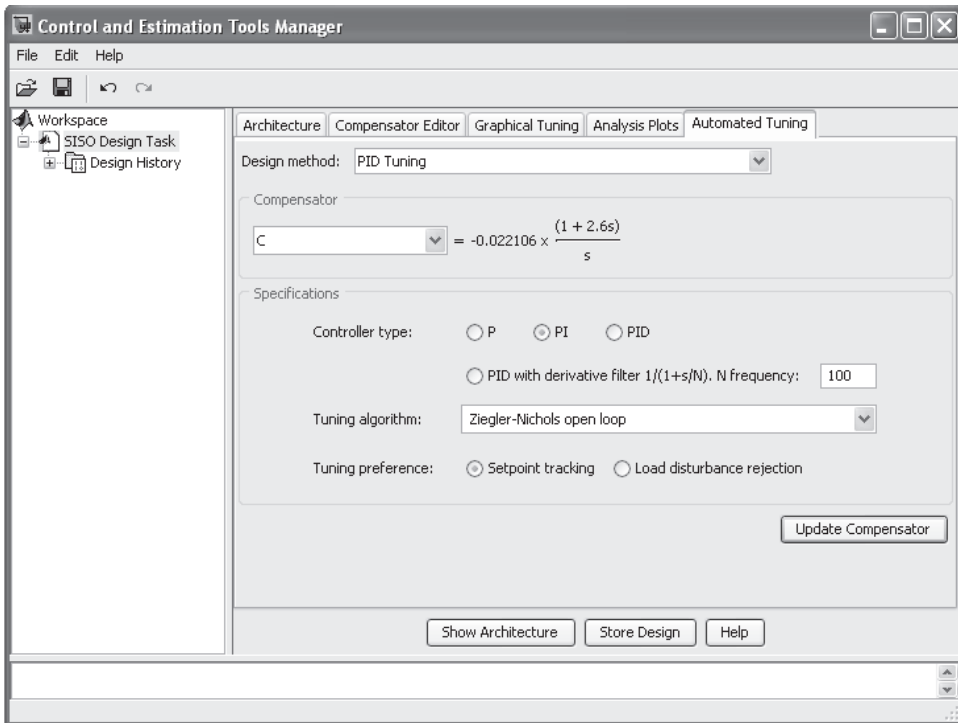 Control and Estimation Tools Manager
File Edit Help
Workspace
SISO Design Task
Design History
Architecture Compensator Editor Graphical Tuning Analysis Plots Automated Tuning
Design method: PID Tuning
Compensator
C = -0.022106 x (1 + 2.6s)
s
Specifications
Controller type: P PI PID
PID with derivative filter 1/(1+s/N). N frequency: 100
Tuning algorithm: Ziegler-Nichols open loop
Tuning preference: Setpoint tracking Load disturbance rejection
Update Compensator
Show Architecture Store Design Help